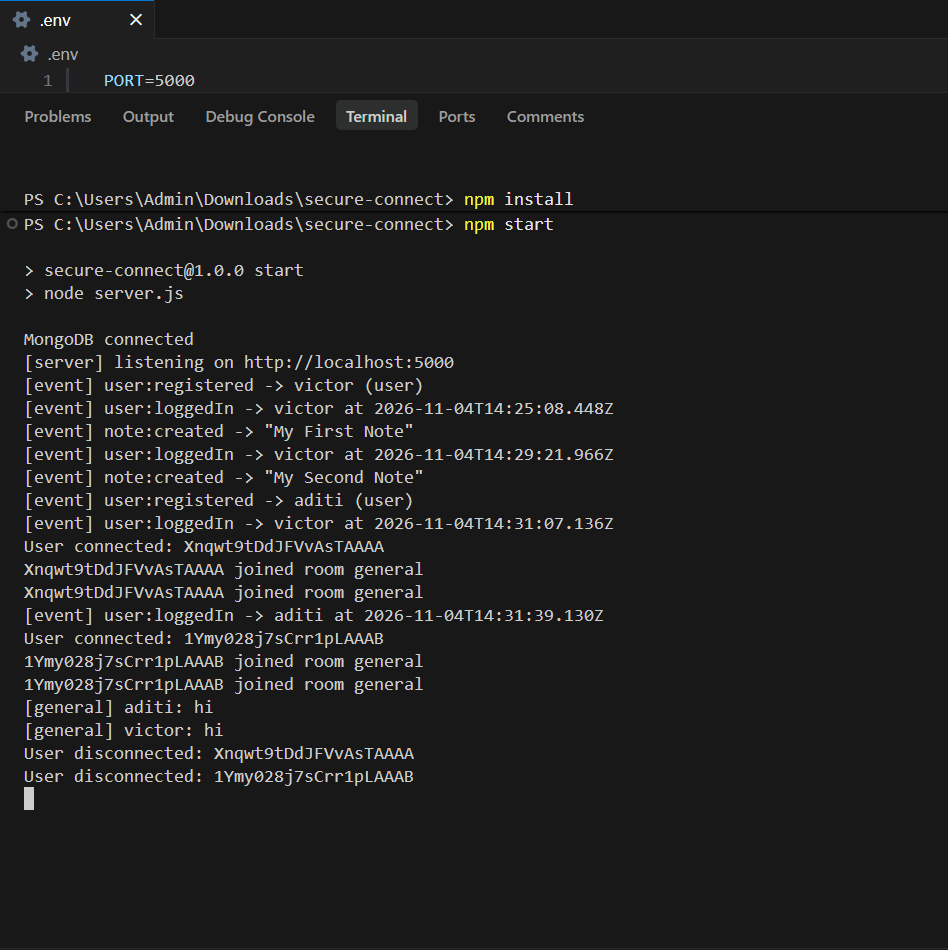 .env
.env
1 PORT=5000
Problems Output Debug Console Terminal Ports Comments
PS C:\Users\Admin\Downloads\secure-connect> npm install
PS C:\Users\Admin\Downloads\secure-connect> npm start
> secure-connect@1.0.0 start
> node server.js
MongoDB connected
[server] listening on http://localhost:5000
[event] user:registered -> victor (user)
[event] user:loggedIn -> victor at 2026-11-04T14:25:08.448Z
[event] note:created -> "My First Note"
[event] user:loggedIn -> victor at 2026-11-04T14:29:21.966Z
[event] note:created -> "My Second Note"
[event] user:registered -> aditi (user)
[event] user:loggedIn -> victor at 2026-11-04T14:31:07.136Z
User connected: Xnqwt9tDdJFVvAsTAAAA
Xnqwt9tDdJFVvAsTAAAA joined room general
Xnqwt9tDdJFVvAsTAAAA joined room general
[event] user:loggedIn -> aditi at 2026-11-04T14:31:39.130Z
User connected: 1Ymy028j7sCrr1pLAAAB
1Ymy028j7sCrr1pLAAAB joined room general
1Ymy028j7sCrr1pLAAAB joined room general
[general] aditi: hi
[general] victor: hi
User disconnected: Xnqwt9tDdJFVvAsTAAAA
User disconnected: 1Ymy028j7sCrr1pLAAAB